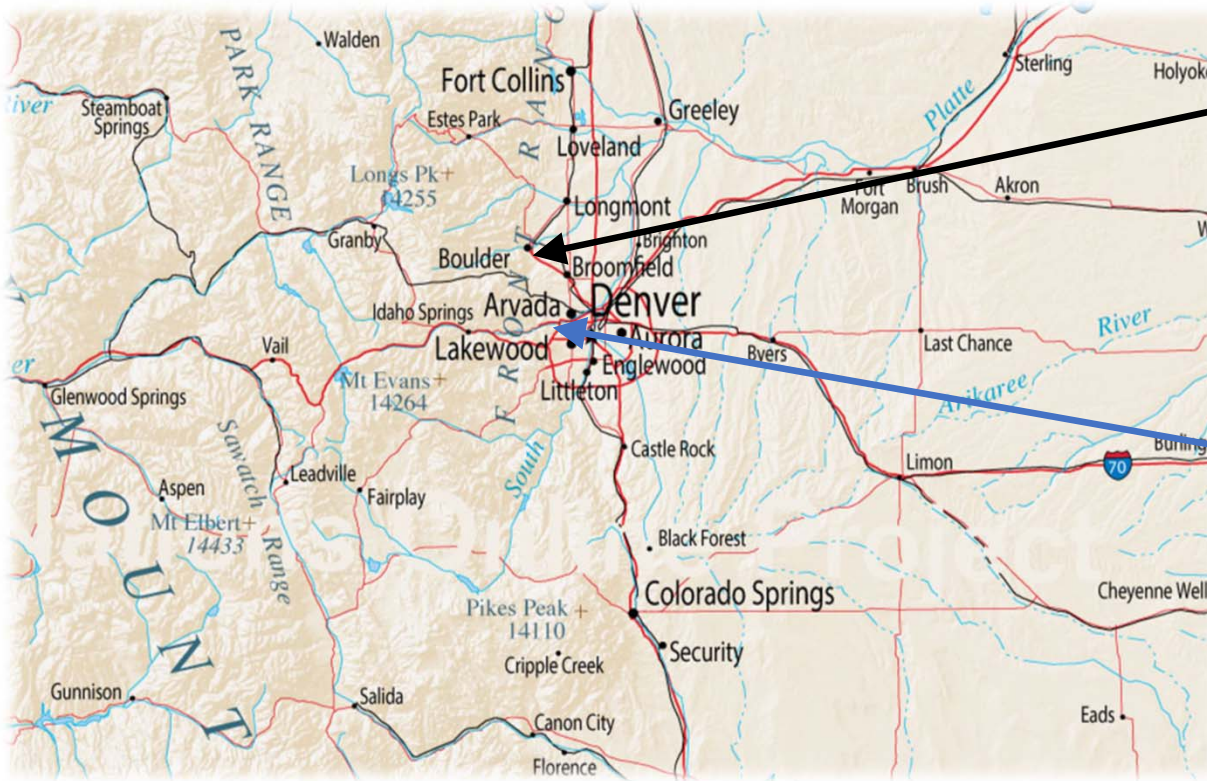 Walden
Fort Collins
Sterling
Holyoke
River
Steamboat
Springs
PARK RANGE
Estes Park
Greeley
Platte
Loveland
Longs Pk
14255
Longmont
Fort
Morgan
Brush
Akron
Granby
Boulder
Brighton
Broomfield
Idaho Springs
Arvada
Denver
River
Vail
Lakewood
Aurora
Byers
Last Chance
Englewood
Mt Evans
14264
Littleton
FRONT RAN
Arikaree
Glenwood Springs
Sawatch Range
South
Castle Rock
Limon
70
Leadville
Aspen
Fairplay
Mt Elbert
14433
Black Forest
Colorado Springs
Cheyenne Well
Pikes Peak
14110
Security
Cripple Creek
MOUNT
Gunnison
Salida
Canon City
Eads
Florence